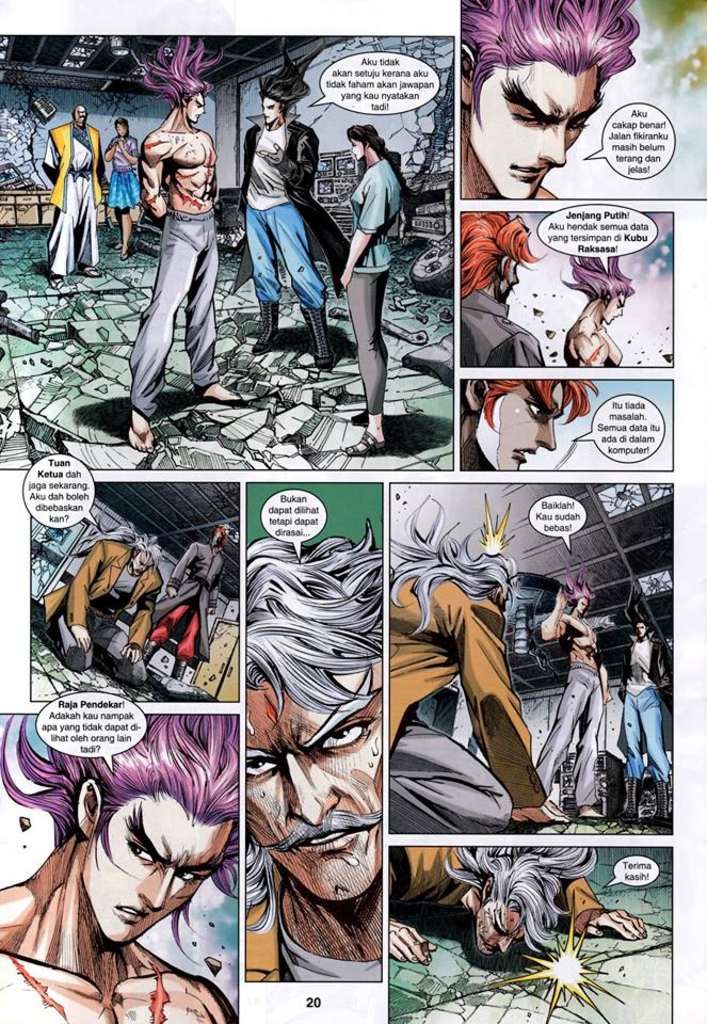 Aku tidak
akan setuju kerana aku
tidak faham akan jawapan
yang kau nyatakan
tadi!
Aku
cakap benar!
Jalan fikiranku
masih belum
terang dan
jelas!
Jenjang Putih!
Aku hendak semua data
yang tersimpan di Kubu
Raksasa!
Itu tiada
masalah.
Semua data itu
ada di dalam
komputer!
Tuan
Ketua dah
jaga sekarang.
Aku dah boleh
dibebaskan
kan?
Bukan
dapat dilihat
tetapi dapat
dirasai...
Baiklah!
Kau sudah
bebas!
Raja Pendekar!
Adakah kau nampak
apa yang tidak dapat di-
lihat oleh orang lain
tadi?
Terima
kasih!
20